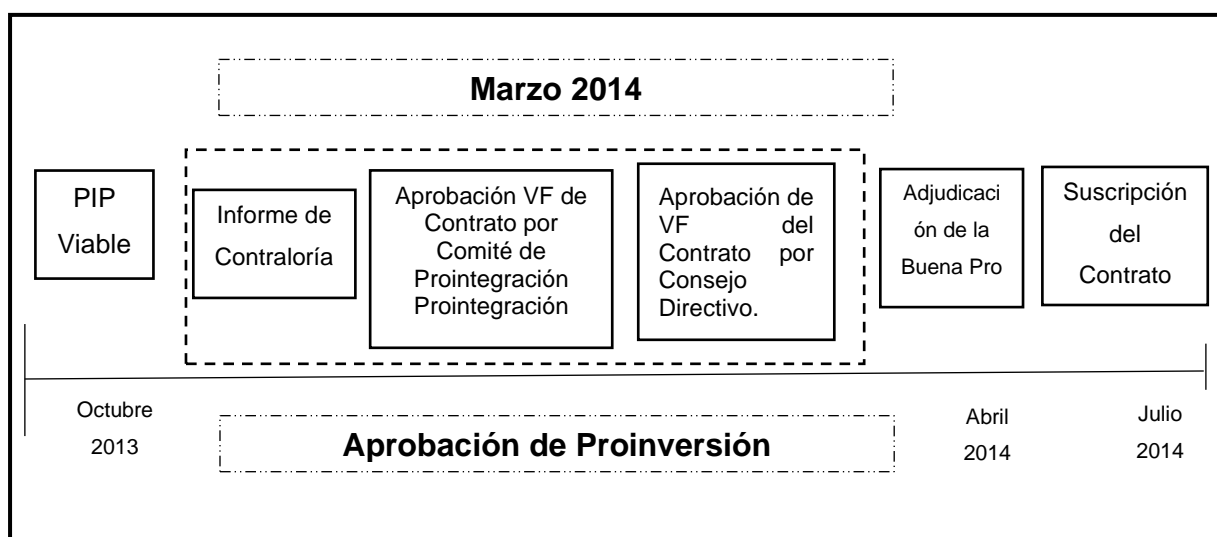 Marzo 2014
PIP
Viable
Informe de
Contraloría
Aprobación VF de
Contrato por
Comité de
Prointegración
Prointegración
Aprobación de
VF del
Contrato por
Consejo
Directivo.
Adjudicaci
ón de la
Buena Pro
Suscripción
del
Contrato
Octubre
2013
Aprobación de Proinversión
Abril
2014
Julio
2014